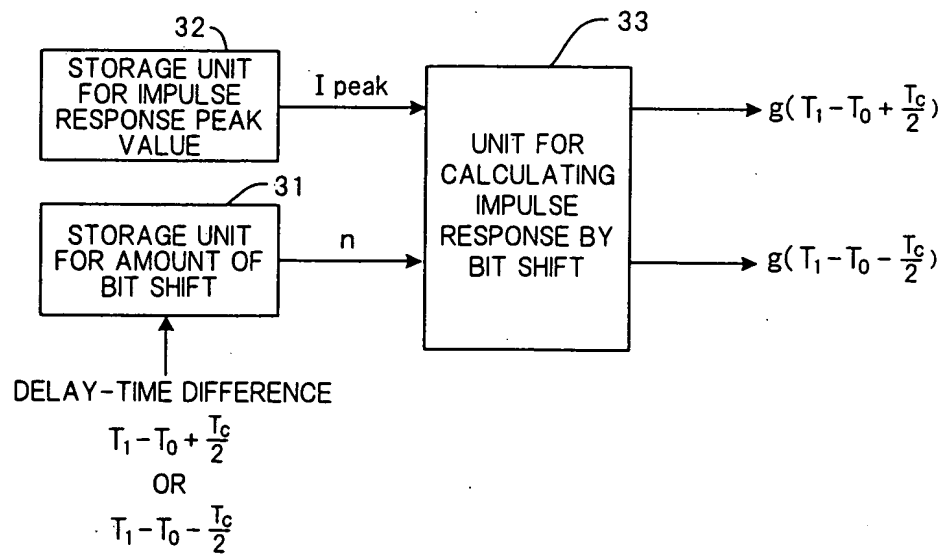 32
STORAGE UNIT
FOR IMPULSE
RESPONSE PEAK
VALUE
I peak
33
UNIT FOR
CALCULATING
IMPULSE
RESPONSE BY
BIT SHIFT
g( T₁ − T₀ + Tc/2 )
31
STORAGE UNIT
FOR AMOUNT OF
BIT SHIFT
n
g( T₁ − T₀ − Tc/2 )
DELAY-TIME DIFFERENCE
T₁ − T₀ + Tc/2
OR
T₁ − T₀ − Tc/2